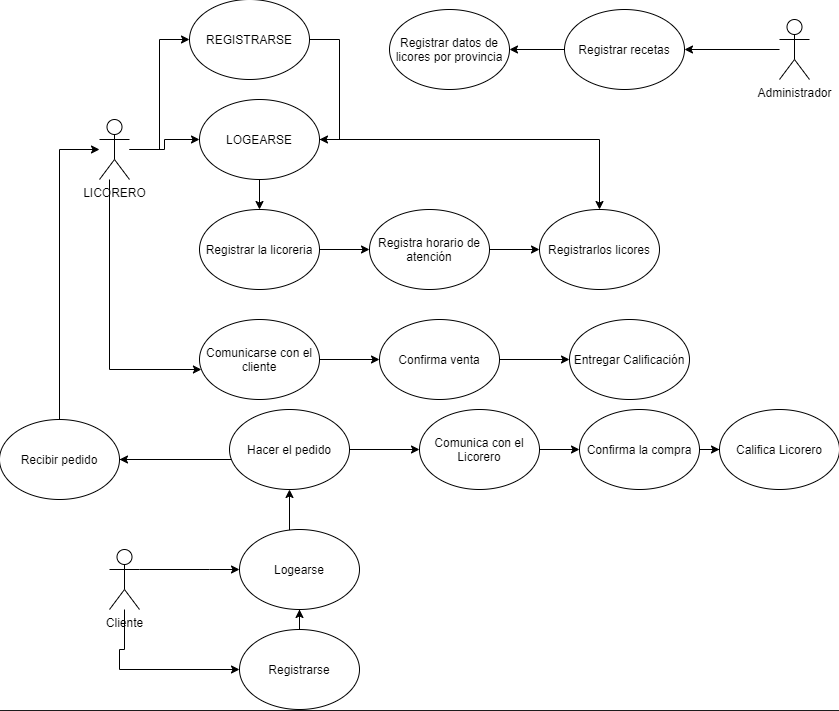 REGISTRARSE
Registrar datos de
licores por provincia
Registrar recetas
Administrador
LOGEARSE
LICORERO
Registrar la licoreria
Registra horario de
atención
Registrarlos licores
Comunicarse con el
cliente
Confirma venta
Entregar Calificación
Recibir pedido
Hacer el pedido
Comunica con el
Licorero
Confirma la compra
Califica Licorero
Logearse
Cliente
Registrarse